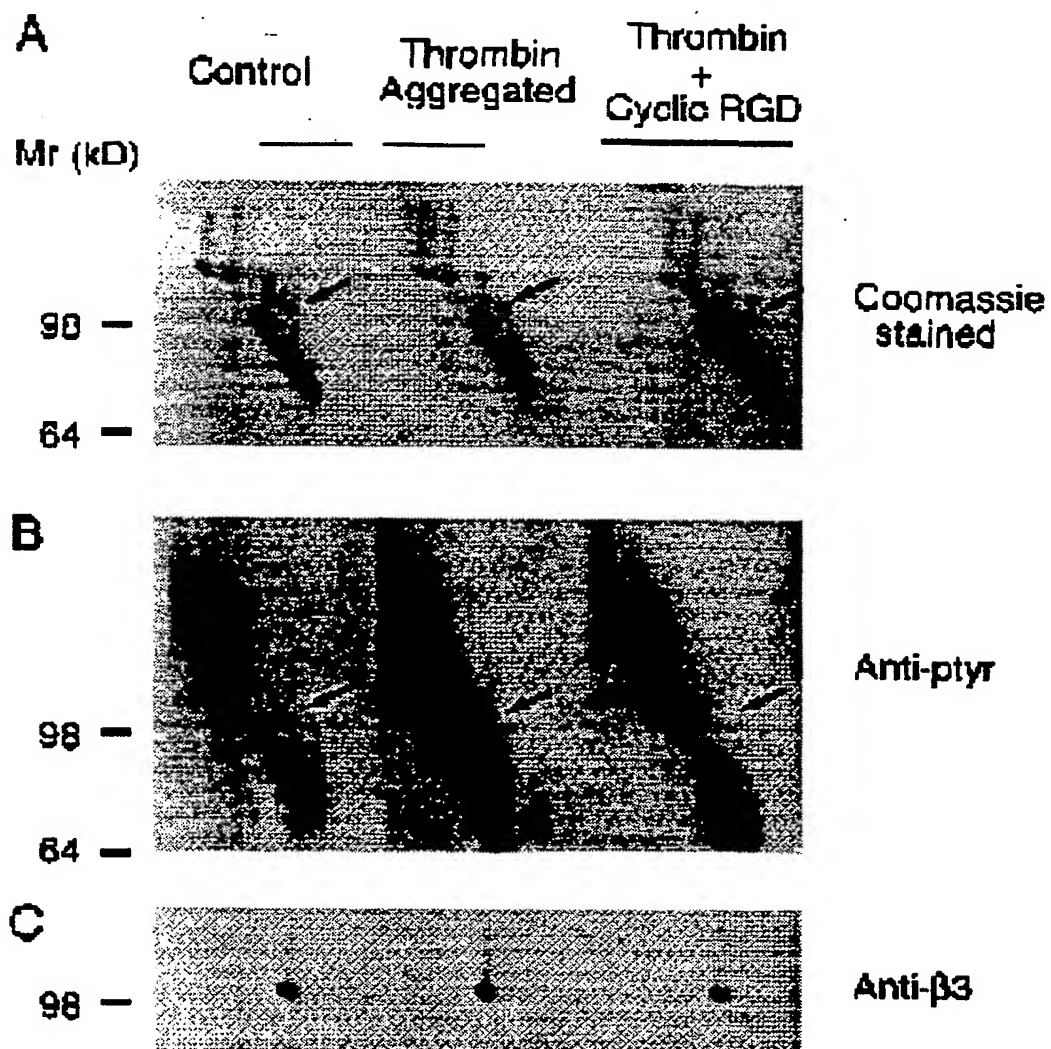 A
Control
Thrombin
Aggregated
Thrombin
+
Cyclic RGD
Mr (kD)
98
64
Coomassie
stained
B
98
64
Anti-ptyr
C
98
Anti-β3